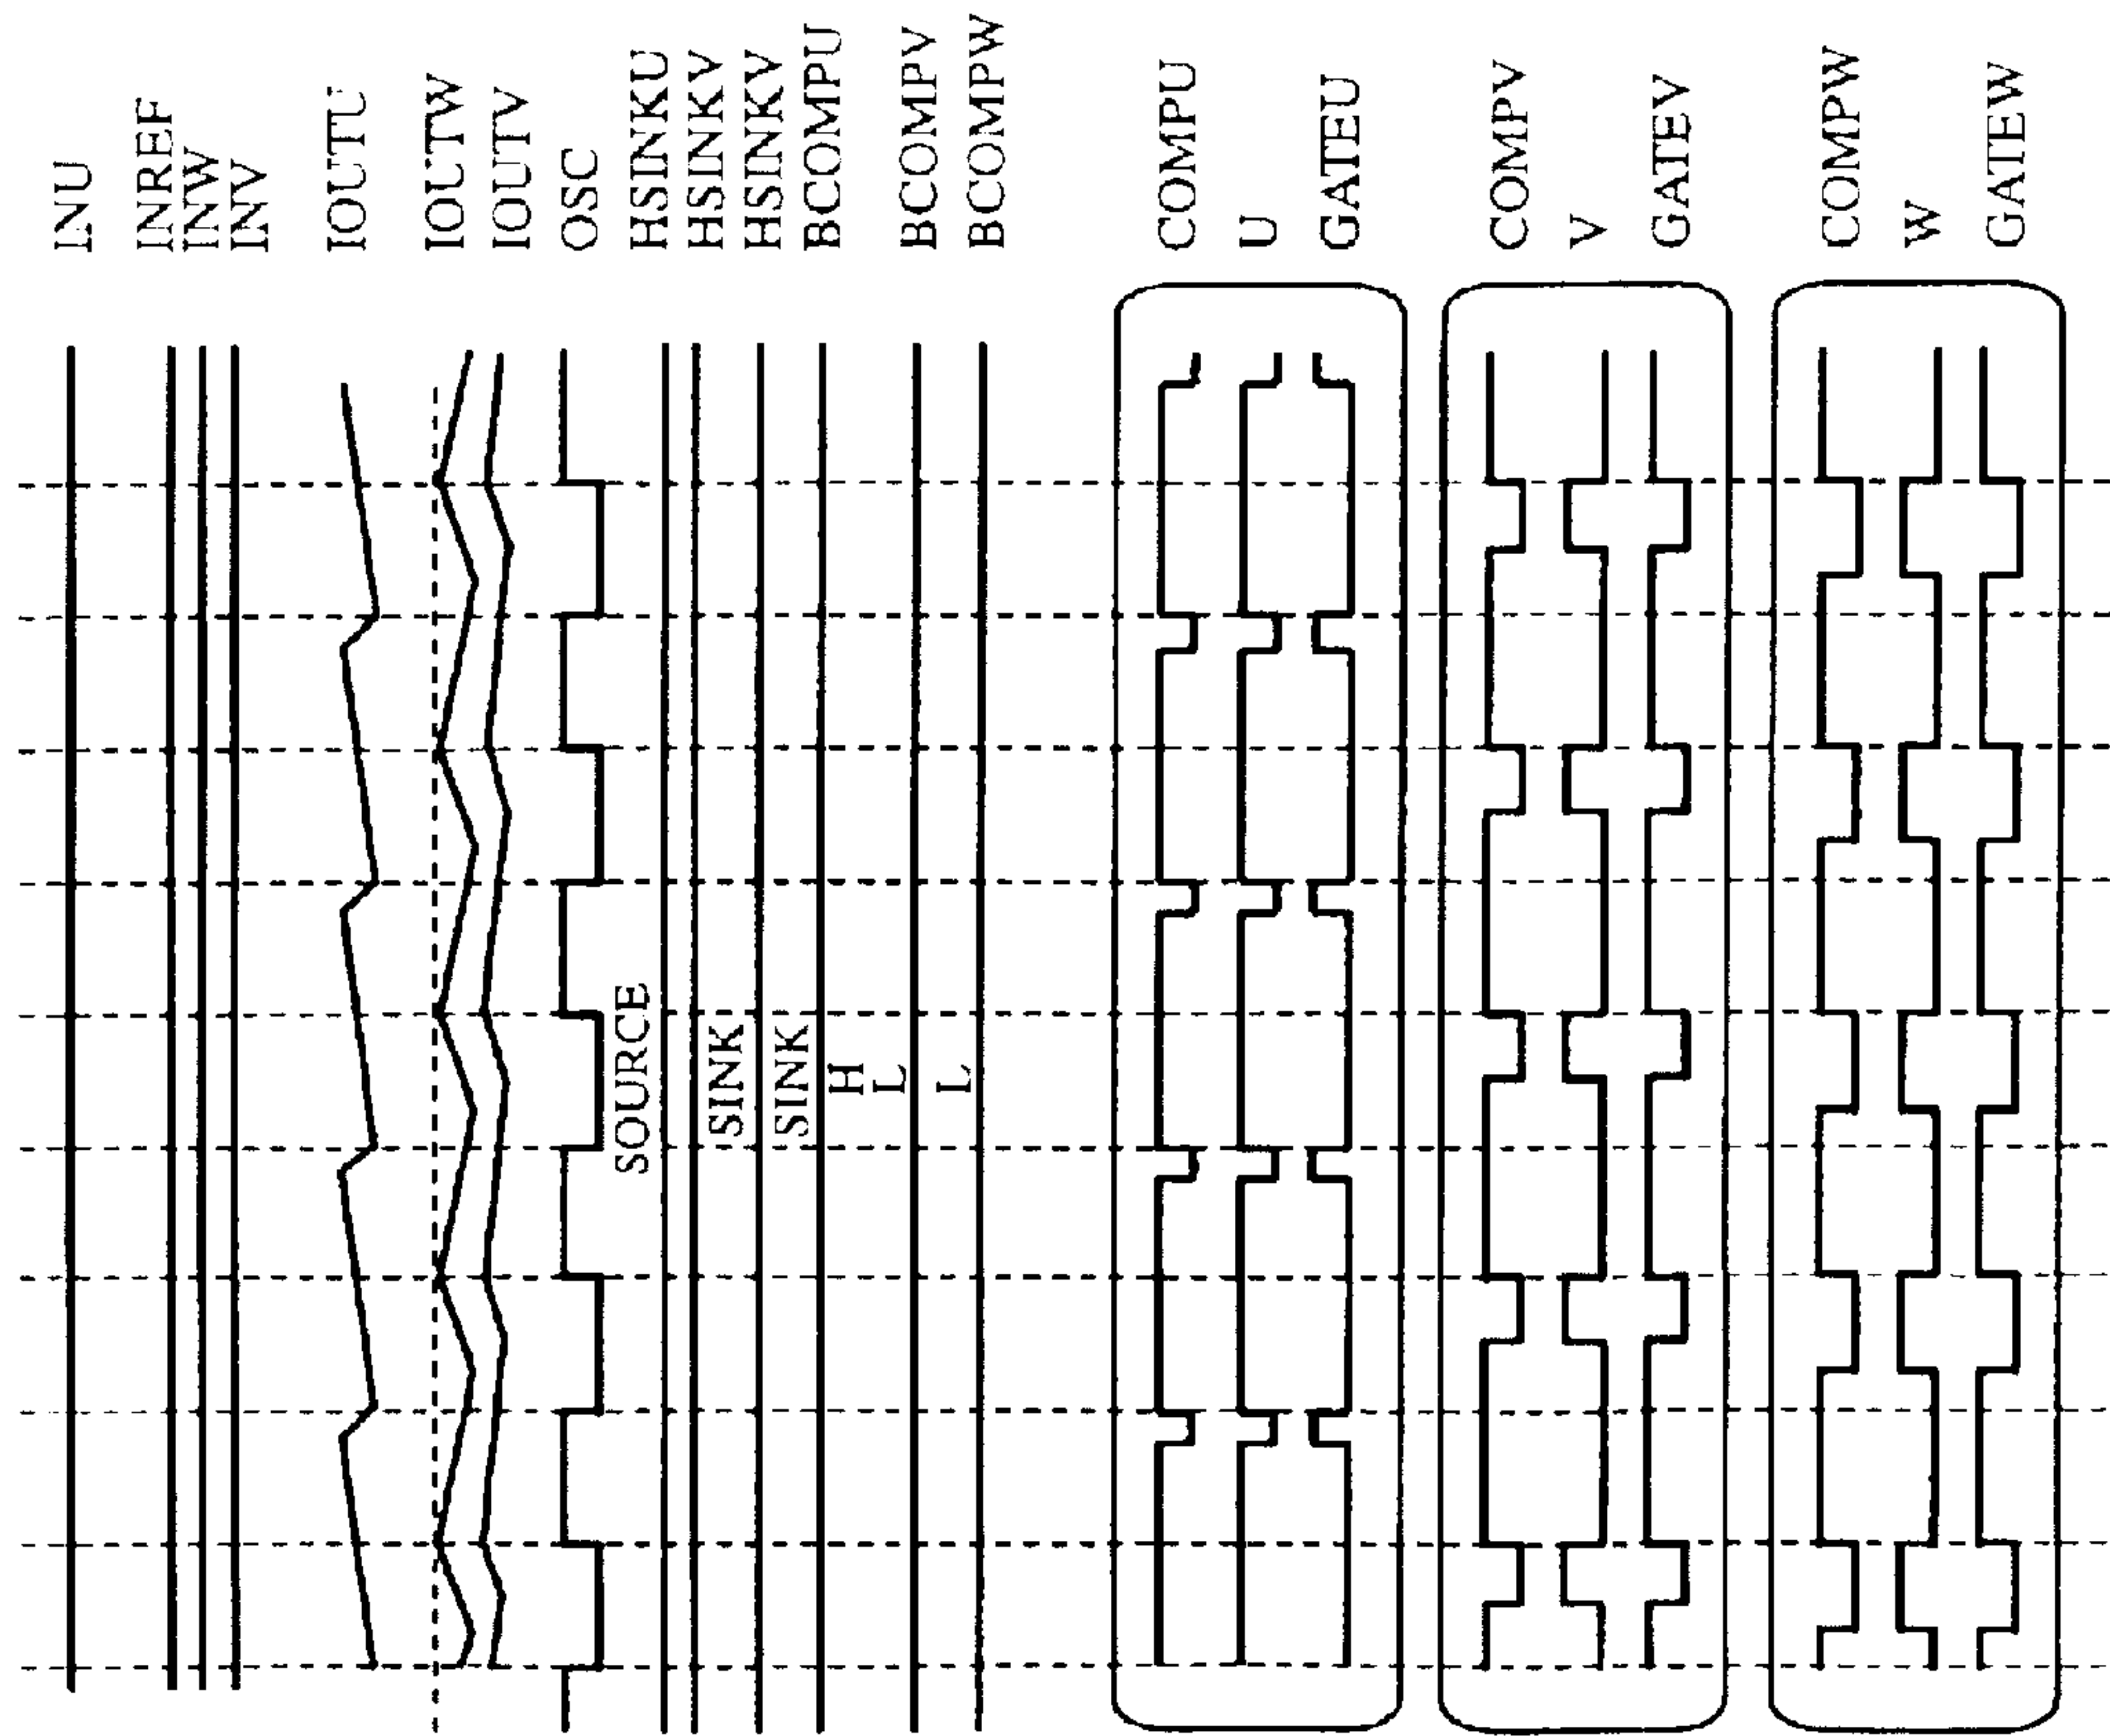 INU
INREF
INW
INV
IOUTU
IOUTW
IOUTV
OSC
HSINKU
HSINKV
HSINKV
BCOMPU
BCOMPV
BCOMPW
COMPU
U
GATEU
COMPV
V
GATEV
COMPW
W
GATEW
SOURCE
SINK
SINK
H
L
L